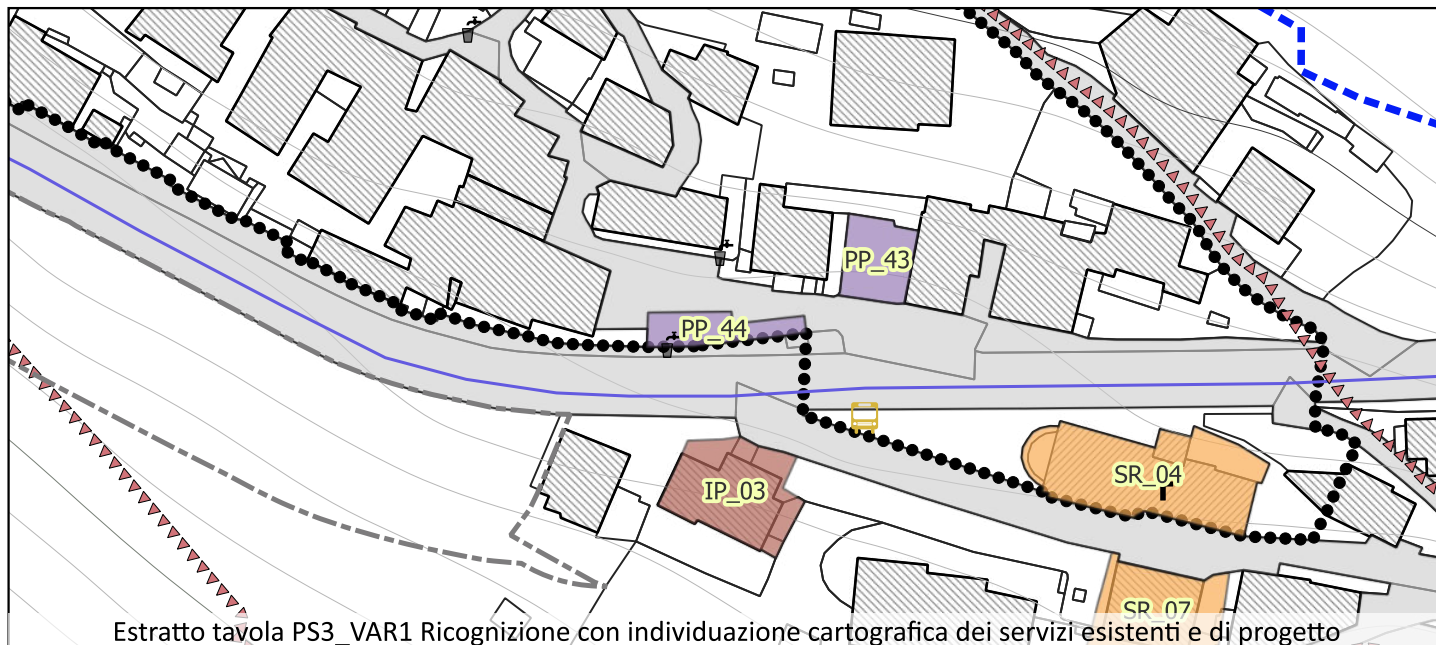 PP_43
PP_44
SR_04
IP_03
SR_07
Estratto tavola PS3_VAR1 Ricognizione con individuazione cartografica dei servizi esistenti e di progetto